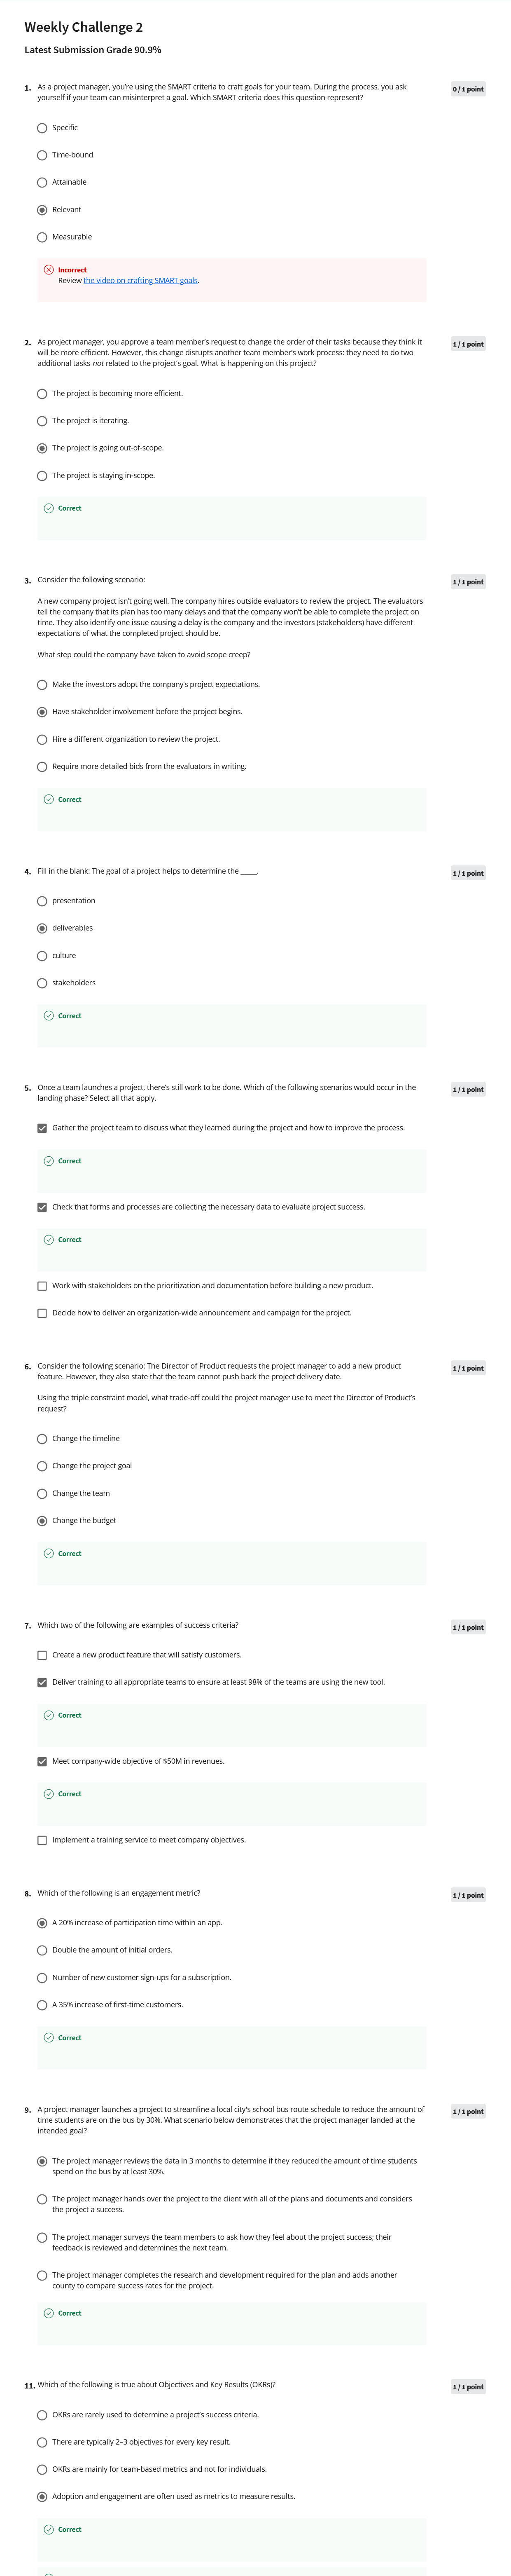 Weekly Challenge 2
Latest Submission Grade 90.9%
1. As a project manager, you're using the SMART criteria to craft goals for your team. During the process, you ask
yourself if your team can misinterpret a goal. Which SMART criteria does this question represent?
0 / 1 point
Specific
Time-bound
Attainable
Relevant
Measurable
Incorrect
Review the video on crafting SMART goals.
2. As project manager, you approve a team member's request to change the order of their tasks because they think it
will be more efficient. However, this change disrupts another team member's work process: they need to do two
additional tasks not related to the project's goal. What is happening on this project?
1 / 1 point
The project is becoming more efficient.
The project is iterating.
The project is going out-of-scope.
The project is staying in-scope.
Correct
3. Consider the following scenario:
1 / 1 point
A new company project isn't going well. The company hires outside evaluators to review the project. The evaluators
tell the company that its plan has too many delays and that the company won't be able to complete the project on
time. They also identify one issue causing a delay is the company and the investors (stakeholders) have different
expectations of what the completed project should be.
What step could the company have taken to avoid scope creep?
Make the investors adopt the company's project expectations.
Have stakeholder involvement before the project begins.
Hire a different organization to review the project.
Require more detailed bids from the evaluators in writing.
Correct
4. Fill in the blank: The goal of a project helps to determine the _____.
1 / 1 point
presentation
deliverables
culture
stakeholders
Correct
5. Once a team launches a project, there's still work to be done. Which of the following scenarios would occur in the
landing phase? Select all that apply.
1 / 1 point
Gather the project team to discuss what they learned during the project and how to improve the process.
Correct
Check that forms and processes are collecting the necessary data to evaluate project success.
Correct
Work with stakeholders on the prioritization and documentation before building a new product.
Decide how to deliver an organization-wide announcement and campaign for the project.
6. Consider the following scenario: The Director of Product requests the project manager to add a new product
feature. However, they also state that the team cannot push back the project delivery date.
1 / 1 point
Using the triple constraint model, what trade-off could the project manager use to meet the Director of Product's
request?
Change the timeline
Change the project goal
Change the team
Change the budget
Correct
7. Which two of the following are examples of success criteria?
1 / 1 point
Create a new product feature that will satisfy customers.
Deliver training to all appropriate teams to ensure at least 98% of the teams are using the new tool.
Correct
Meet company-wide objective of $50M in revenues.
Correct
Implement a training service to meet company objectives.
8. Which of the following is an engagement metric?
1 / 1 point
A 20% increase of participation time within an app.
Double the amount of initial orders.
Number of new customer sign-ups for a subscription.
A 35% increase of first-time customers.
Correct
9. A project manager launches a project to streamline a local city's school bus route schedule to reduce the amount of
time students are on the bus by 30%. What scenario below demonstrates that the project manager landed at the
intended goal?
1 / 1 point
The project manager reviews the data in 3 months to determine if they reduced the amount of time students
spend on the bus by at least 30%.
The project manager hands over the project to the client with all of the plans and documents and considers
the project a success.
The project manager surveys the team members to ask how they feel about the project success; their
feedback is reviewed and determines the next team.
The project manager completes the research and development required for the plan and adds another
county to compare success rates for the project.
Correct
11. Which of the following is true about Objectives and Key Results (OKRs)?
1 / 1 point
OKRs are rarely used to determine a project's success criteria.
There are typically 2–3 objectives for every key result.
OKRs are mainly for team-based metrics and not for individuals.
Adoption and engagement are often used as metrics to measure results.
Correct